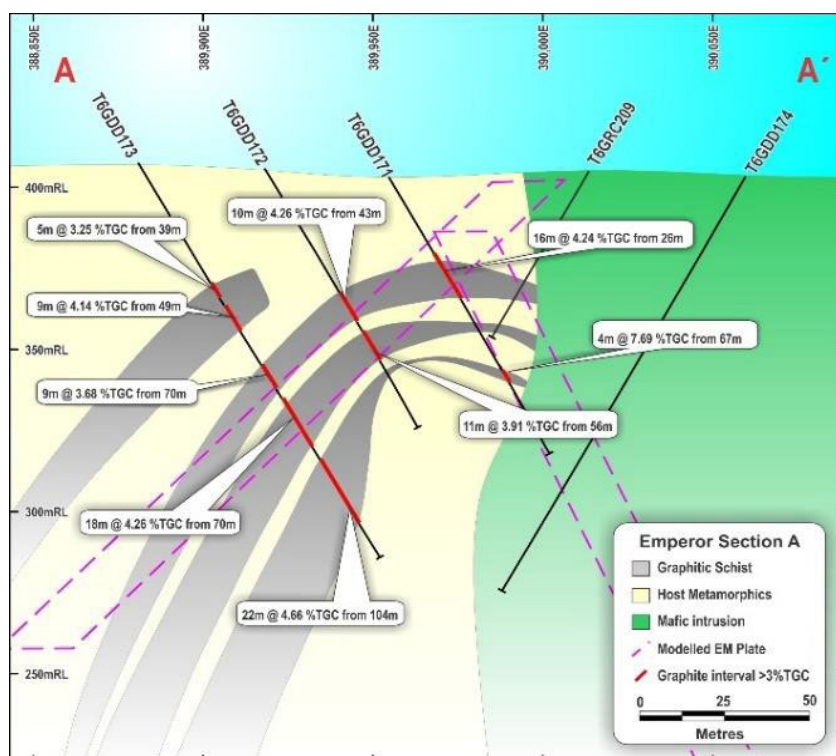 388,850E
389,900E
389,950E
390,000E
390,050E
A
A´
T6GDD173
T6GDD172
T6GDD171
T6GRC209
T6GDD174
400mRL
5m @ 3.25 %TGC from 39m
10m @ 4.26 %TGC from 43m
16m @ 4.24 %TGC from 26m
9m @ 4.14 %TGC from 49m
350mRL
4m @ 7.69 %TGC from 67m
9m @ 3.68 %TGC from 70m
11m @ 3.91 %TGC from 56m
300mRL
18m @ 4.26 %TGC from 70m
22m @ 4.66 %TGC from 104m
250mRL
Emperor Section A
Graphitic Schist
Host Metamorphics
Mafic intrusion
Modelled EM Plate
Graphite interval >3%TGC
0 25 50
Metres